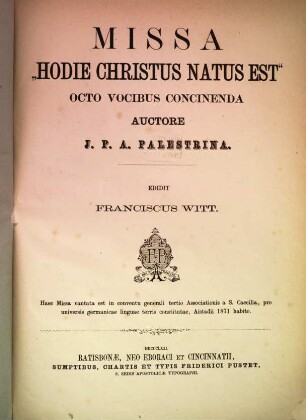 MISSA
„HODIE CHRISTUS NATUS EST"
OCTO VOCIBUS CONCINENDA
AUCTORE
J. P. A. PALESTRINA.
EDIDIT
FRANCISCUS WITT.
Haec Missa cantata est in conventu generali tertio Associationis a S. Caecilia, pro
universis germanicae linguae terris constitutae, Aistadii 1871 habito.
RATISBONÆ, NEO EBORACI ET CINCINNATII,
SUMPTIBUS, CHARTIS ET TYPIS FRIDERICI PUSTET,
S. SEDIS APOSTOLICAE TYPOGRAPHI.